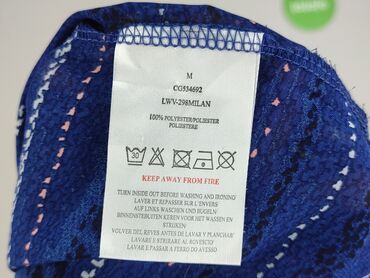 M
CG534692
LWV-298MILAN
100% POLYESTER/POLIESTER
POLIESTERE
30
KEEP AWAY FROM FIRE
TURN INSIDE OUT BEFORE WASHING AND IRONING/
LAVER ET REPASSER SUR L'ENVERS
AUF LINKS WASCHEN UND BUGELN/
BINNENSTEBUITEN KEREN VOOR HET WASSEN EN
STRIJKEN/
VOLVER DEL REVES ANTES DE LAVAR Y PLANCHAR/
LAVARE E STIRARE AL ROVESCIO/
LAVAR E PASSAR A FERRO DO AVESSO